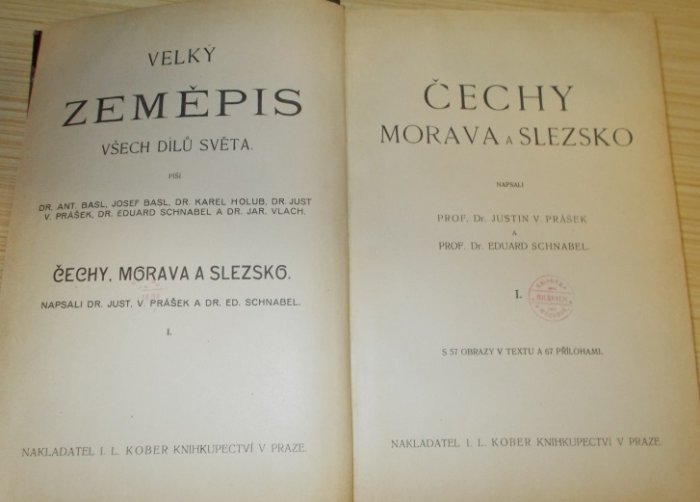 VELKÝ
ZEMĚPIS
VŠECH DÍLŮ SVĚTA.
PÍŠÍ
DR. ANT. BASL, JOSEF BASL, DR. KAREL HOLUB, DR. JUST
V. PRÁŠEK, DR. EDUARD SCHNABEL A DR. JAR. VLACH.
ČECHY, MORAVA A SLEZSKO.
NAPSALI DR. JUST, V. PRÁŠEK A DR. ED. SCHNABEL.
I.
NAKLADATEL I. L. KOBER KNIHKUPECTVÍ V PRAZE.
ČECHY
MORAVA A SLEZSKO
NAPSALI
PROF. Dr. JUSTIN V. PRÁŠEK
A
PROF. Dr. EDUARD SCHNABEL.
I.
S 57 OBRAZY V TEXTU A 67 PŘÍLOHAMI.
NAKLADATEL I. L. KOBER KNIHKUPECTVÍ V PRAZE.